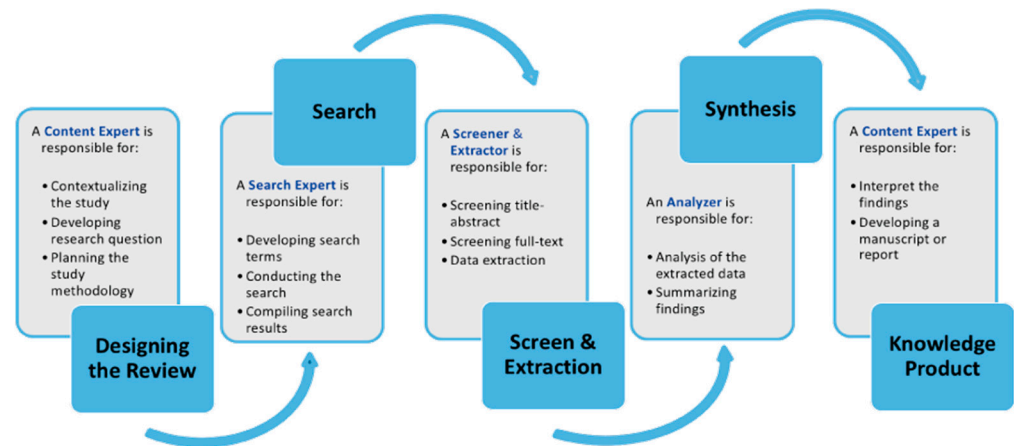 A Content Expert is
responsible for:
• Contextualizing
the study
• Developing
research question
• Planning the
study
methodology
Designing
the Review
Search
A Search Expert is
responsible for:
• Developing search
terms
• Conducting the
search
• Compiling search
results
A Screener &
Extractor is
responsible for:
• Screening title-
abstract
• Screening full-text
• Data extraction
Screen &
Extraction
Synthesis
An Analyzer is
responsible for:
• Analysis of the
extracted data
• Summarizing
findings
A Content Expert is
responsible for:
• Interpret the
findings
• Developing a
manuscript or
report
Knowledge
Product